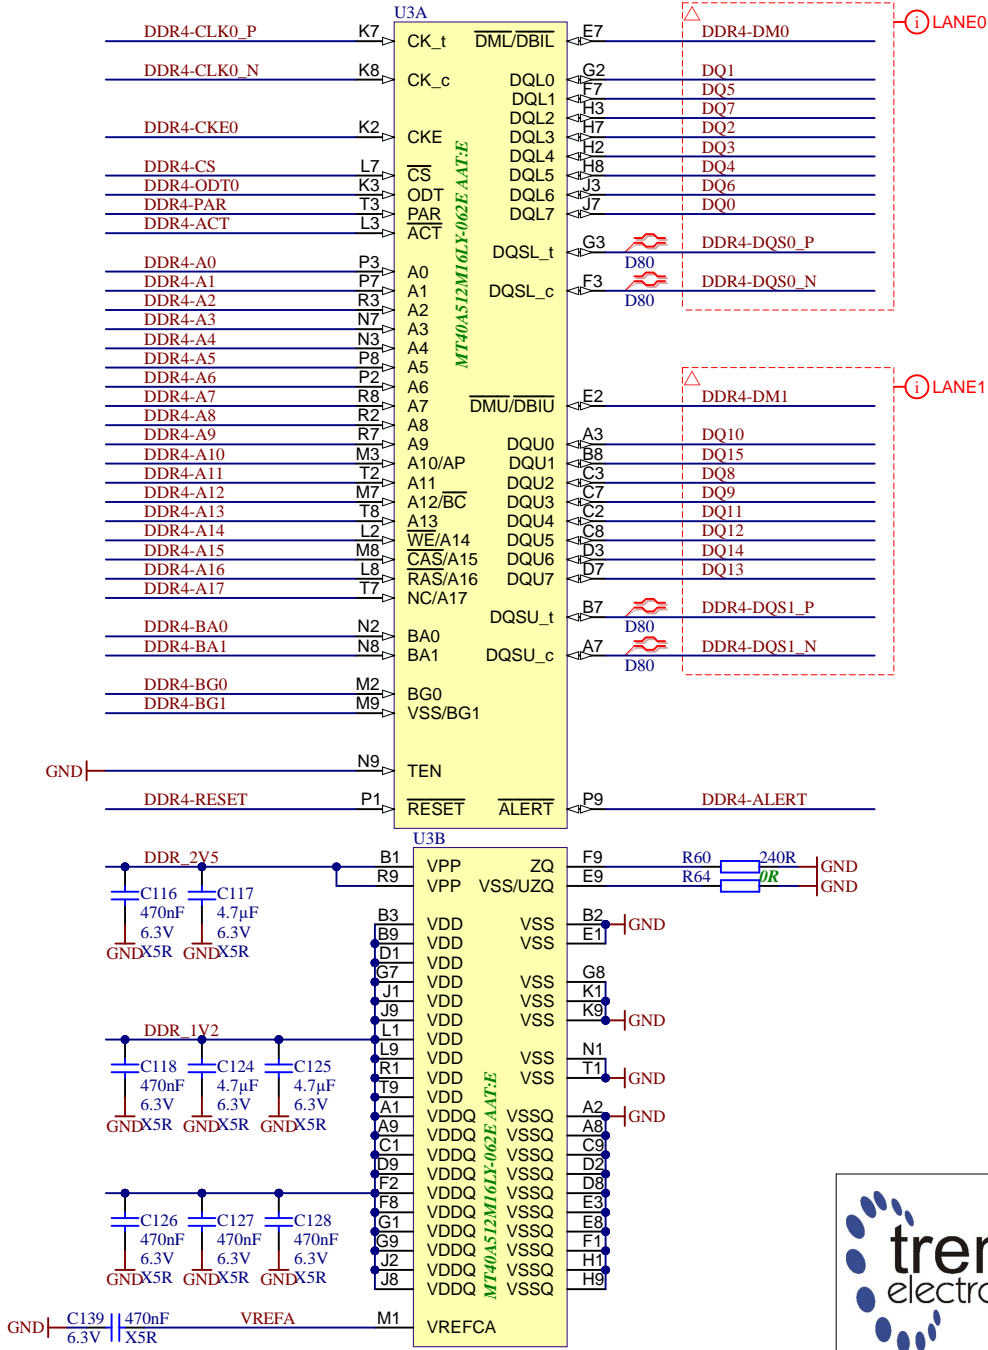 U3A
DDR4-CLK0_P K7 CK_t DML/DBIL E7 DDR4-DM0 LANE0
DDR4-CLK0_N K8 CK_c DQL0 G2 DQ1
DQL1 F7 DQ5
DQL2 H3 DQ7
DDR4-CKE0 K2 CKE DQL3 H7 DQ2
DQL4 H2 DQ3
DDR4-CS L7 CS DQL5 H8 DQ4
DDR4-ODT0 K3 ODT DQL6 J3 DQ6
DDR4-PAR T3 PAR DQL7 J7 DQ0
DDR4-ACT L3 ACT
DQSL_t G3 D80 DDR4-DQS0_P
DDR4-A0 P3 A0
DDR4-A1 P7 A1 DQSL_c F3 D80 DDR4-DQS0_N
DDR4-A2 R3 A2
DDR4-A3 N7 A3
DDR4-A4 N3 A4
DDR4-A5 P8 A5
DDR4-A6 P2 A6
DDR4-A7 R8 A7 DMU/DBIU E2 DDR4-DM1 LANE1
DDR4-A8 R2 A8
DDR4-A9 R7 A9 DQU0 A3 DQ10
DDR4-A10 M3 A10/AP DQU1 B8 DQ15
DDR4-A11 T2 A11 DQU2 C3 DQ8
DDR4-A12 M7 A12/BC DQU3 C7 DQ9
DDR4-A13 T8 A13 DQU4 C2 DQ11
DDR4-A14 L2 WE/A14 DQU5 C8 DQ12
DDR4-A15 M8 CAS/A15 DQU6 D3 DQ14
DDR4-A16 L8 RAS/A16 DQU7 D7 DQ13
DDR4-A17 T7 NC/A17
DQSU_t B7 D80 DDR4-DQS1_P
DDR4-BA0 N2 BA0
DDR4-BA1 N8 BA1 DQSU_c A7 D80 DDR4-DQS1_N
DDR4-BG0 M2 BG0
DDR4-BG1 M9 VSS/BG1
GND N9 TEN
DDR4-RESET P1 RESET ALERT P9 DDR4-ALERT
MT40A512M16LY-062E AAT:E
U3B
DDR_2V5 B1 VPP ZQ F9 R60 240R GND
R9 VPP VSS/UZQ E9 R64 0R GND
C116 470nF 6.3V X5R GND
C117 4.7µF 6.3V X5R GND
B3 VDD VSS B2 GND
B9 VDD VSS E1
D1 VDD
G7 VDD VSS G8
J1 VDD VSS K1
J9 VDD VSS K9 GND
DDR_1V2 L1 VDD
L9 VDD VSS N1
R1 VDD VSS T1 GND
T9 VDD
C118 470nF 6.3V X5R GND
C124 4.7µF 6.3V X5R GND
C125 4.7µF 6.3V X5R GND
A1 VDDQ VSSQ A2 GND
A9 VDDQ VSSQ A8
C1 VDDQ VSSQ C9
D9 VDDQ VSSQ D2
F2 VDDQ VSSQ D8
F8 VDDQ VSSQ E3
G1 VDDQ VSSQ E8
G9 VDDQ VSSQ F1
J2 VDDQ VSSQ H1
J8 VDDQ VSSQ H9
C126 470nF 6.3V X5R GND
C127 470nF 6.3V X5R GND
C128 470nF 6.3V X5R GND
MT40A512M16LY-062E AAT:E
GND C139 6.3V 470nF X5R VREFA M1 VREFCA
tren
electro